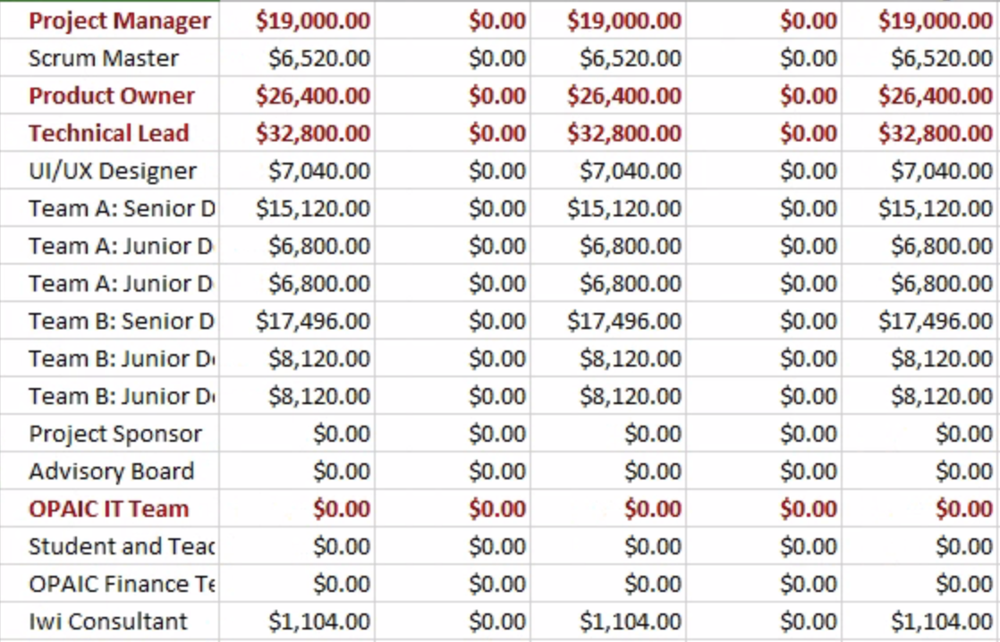 Project Manager $19,000.00 $0.00 $19,000.00 $0.00 $19,000.00
Scrum Master $6,520.00 $0.00 $6,520.00 $0.00 $6,520.00
Product Owner $26,400.00 $0.00 $26,400.00 $0.00 $26,400.00
Technical Lead $32,800.00 $0.00 $32,800.00 $0.00 $32,800.00
UI/UX Designer $7,040.00 $0.00 $7,040.00 $0.00 $7,040.00
Team A: Senior D $15,120.00 $0.00 $15,120.00 $0.00 $15,120.00
Team A: Junior D $6,800.00 $0.00 $6,800.00 $0.00 $6,800.00
Team A: Junior D $6,800.00 $0.00 $6,800.00 $0.00 $6,800.00
Team B: Senior D $17,496.00 $0.00 $17,496.00 $0.00 $17,496.00
Team B: Junior De $8,120.00 $0.00 $8,120.00 $0.00 $8,120.00
Team B: Junior De $8,120.00 $0.00 $8,120.00 $0.00 $8,120.00
Project Sponsor $0.00 $0.00 $0.00 $0.00 $0.00
Advisory Board $0.00 $0.00 $0.00 $0.00 $0.00
OPAIC IT Team $0.00 $0.00 $0.00 $0.00 $0.00
Student and Teac $0.00 $0.00 $0.00 $0.00 $0.00
OPAIC Finance Te $0.00 $0.00 $0.00 $0.00 $0.00
Iwi Consultant $1,104.00 $0.00 $1,104.00 $0.00 $1,104.00